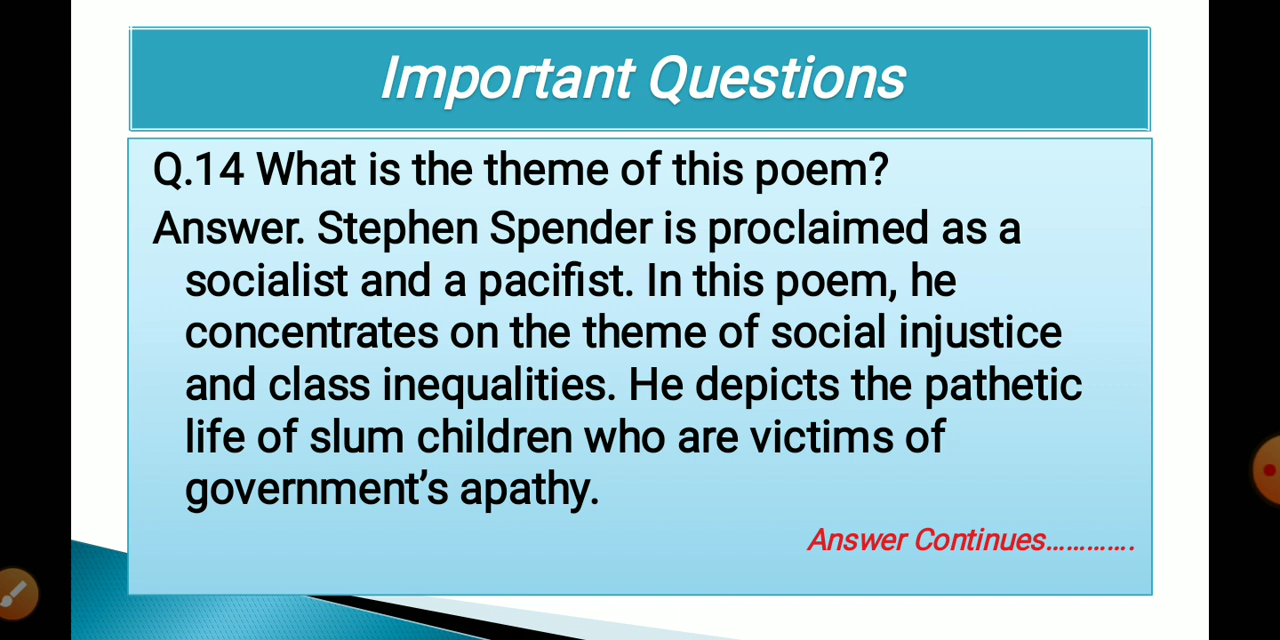 Important Questions
Q.14 What is the theme of this poem?
Answer. Stephen Spender is proclaimed as a
socialist and a pacifist. In this poem, he
concentrates on the theme of social injustice
and class inequalities. He depicts the pathetic
life of slum children who are victims of
government’s apathy.
Answer Continues………….